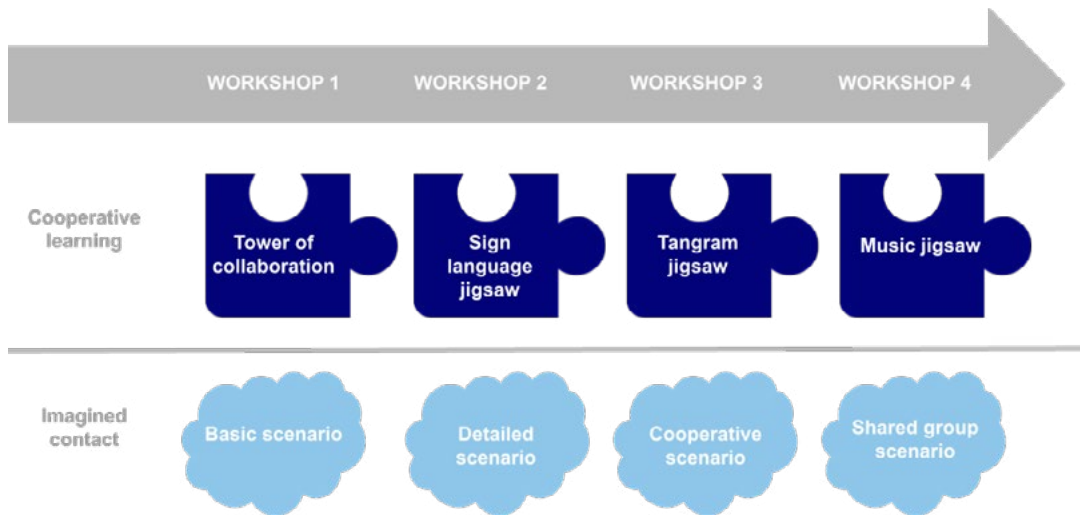 WORKSHOP 1
WORKSHOP 2
WORKSHOP 3
WORKSHOP 4
Cooperative
learning
Tower of
collaboration
Sign
language
jigsaw
Tangram
jigsaw
Music jigsaw
Imagined
contact
Basic scenario
Detailed
scenario
Cooperative
scenario
Shared group
scenario